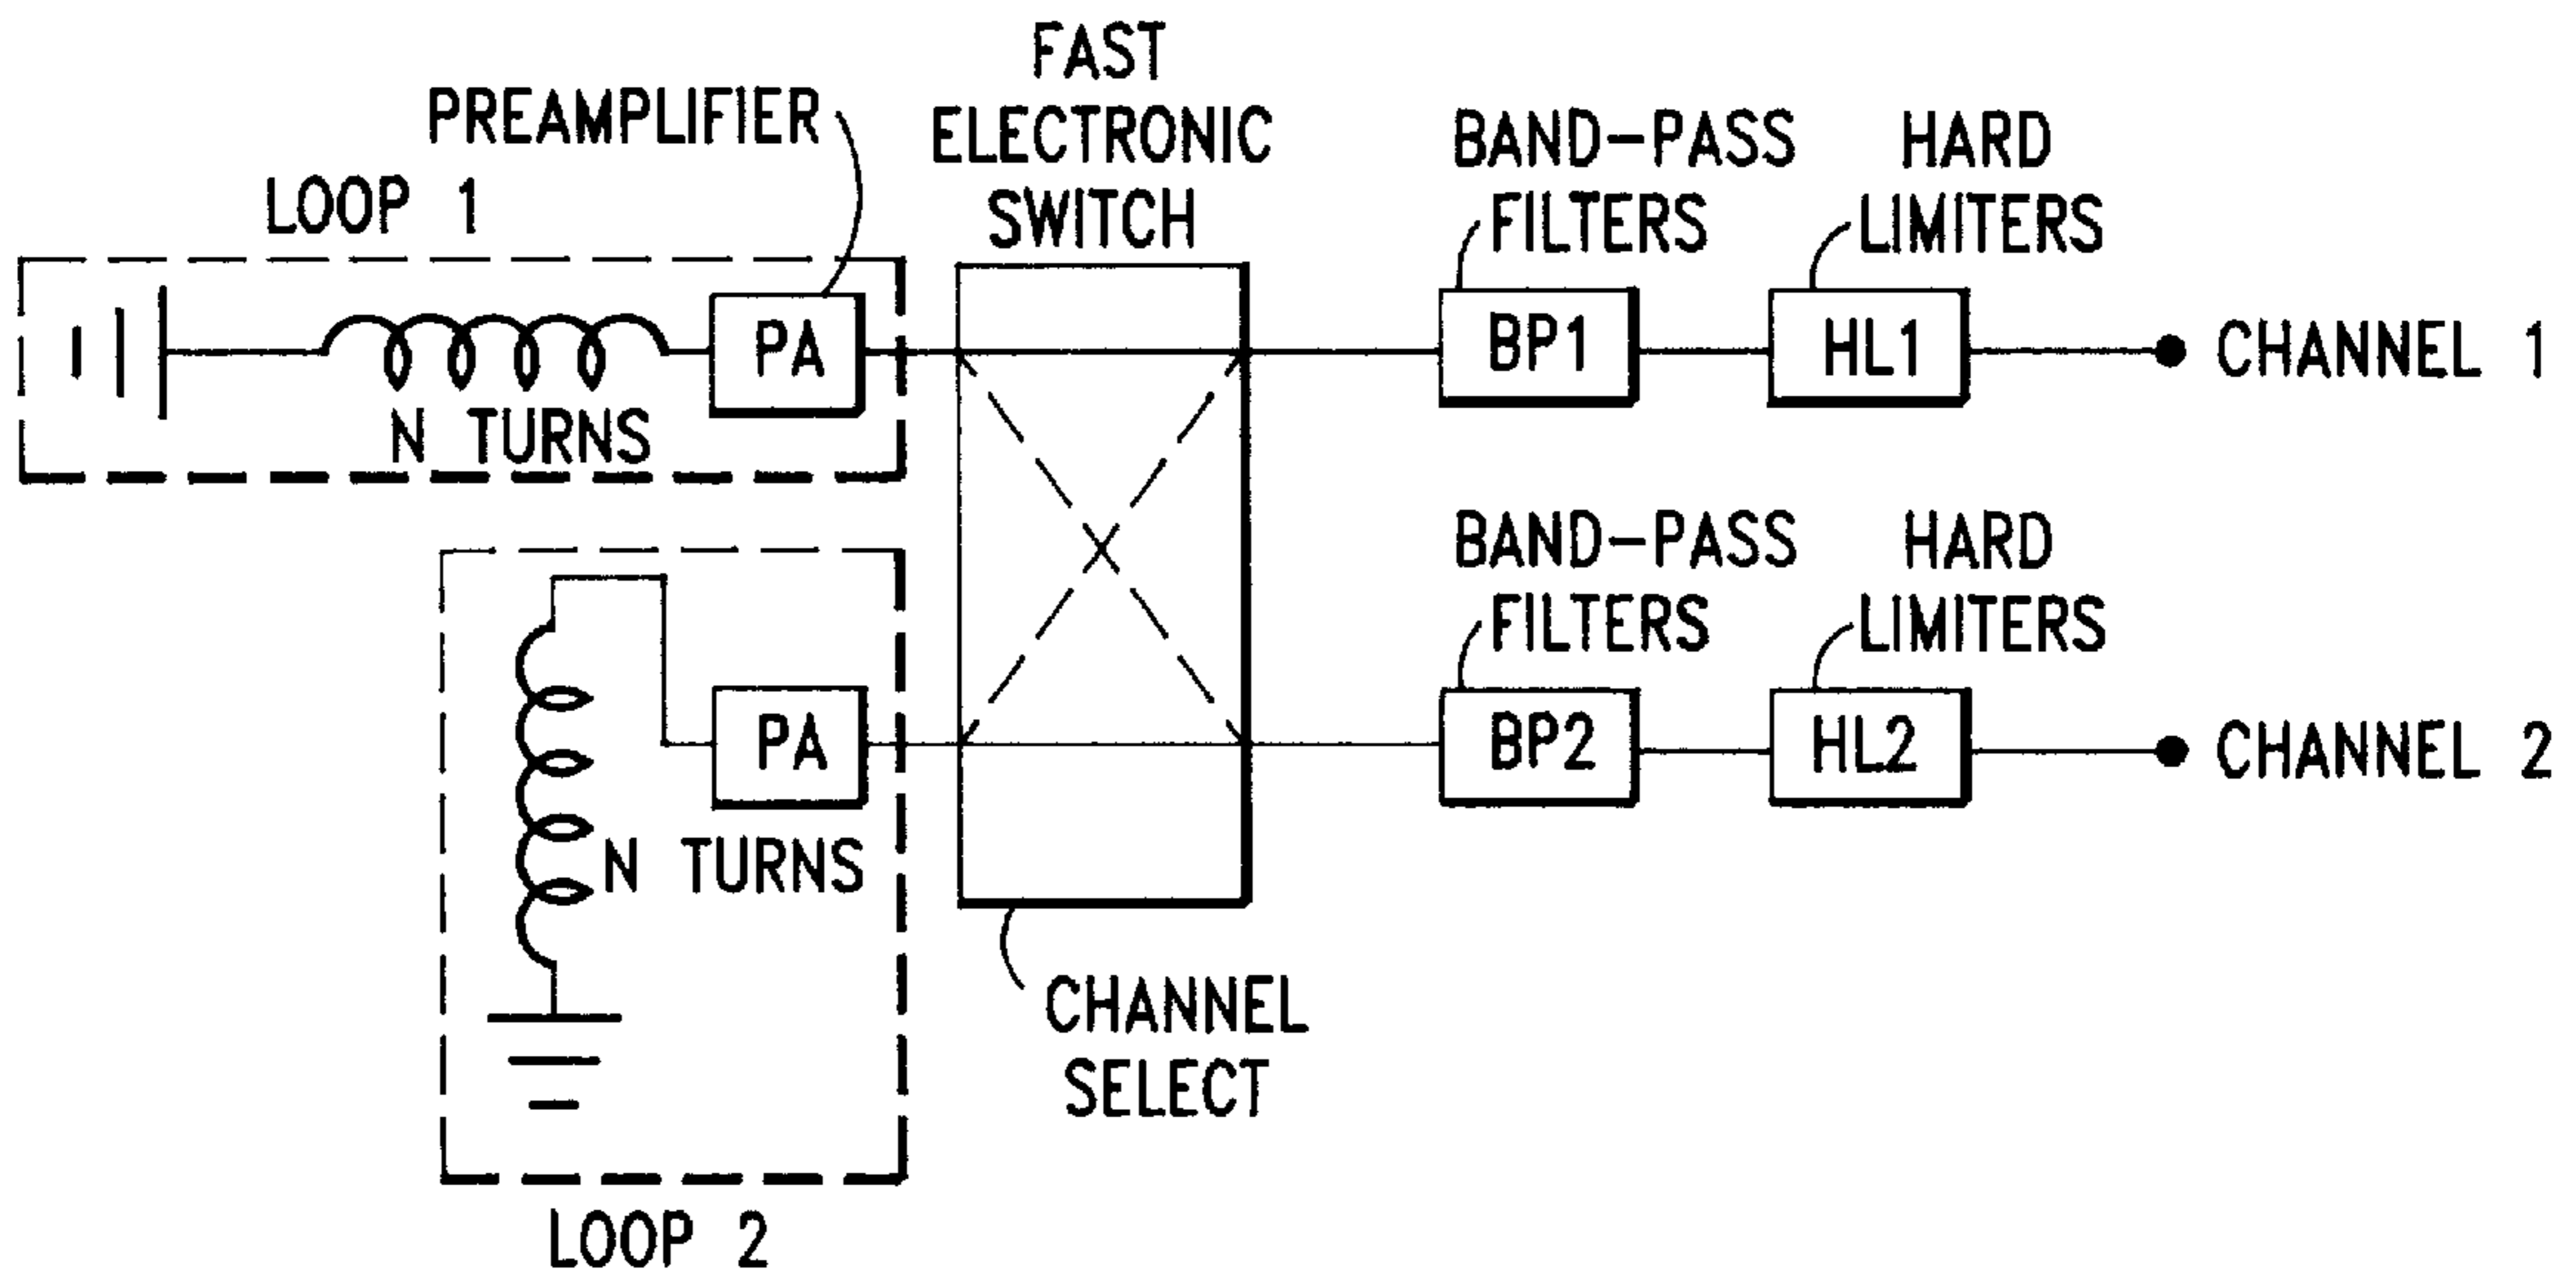 FAST
ELECTRONIC
SWITCH
PREAMPLIFIER
LOOP 1
BAND-PASS
FILTERS
HARD
LIMITERS
PA
BP1
HL1
CHANNEL 1
N TURNS
BAND-PASS
FILTERS
HARD
LIMITERS
PA
BP2
HL2
CHANNEL 2
N TURNS
CHANNEL
SELECT
LOOP 2